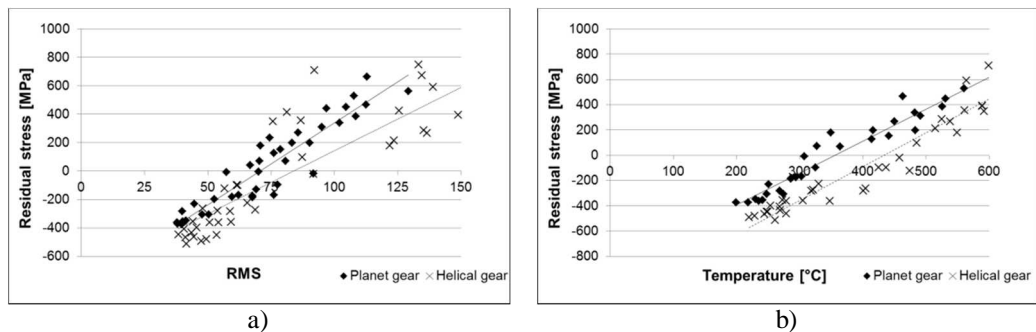 1000
800
600
400
200
0
-200
-400
-600
Residual stress [MPa]
0 25 50 75 100 125 150
RMS
Planet gear Helical gear
a)
1000
800
600
400
200
0
-200
-400
-600
-800
Residual stress [MPa]
0 100 200 300 400 500 600
Temperature [°C]
Planet gear Helical gear
b)